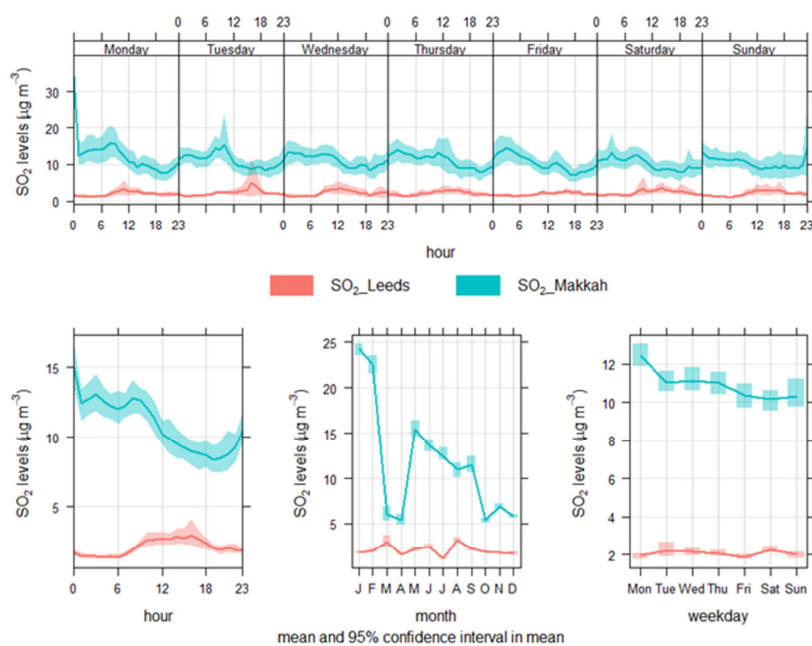 0 6 12 18 23 0 6 12 18 23 0 6 12 18 23
Monday Tuesday Wednesday Thursday Friday Saturday Sunday
SO₂ levels (µg m⁻³)
30
20
10
0
0 6 12 18 23 0 6 12 18 23 0 6 12 18 23 0 6 12 18 23
hour
SO₂_Leeds SO₂_Makkah
SO₂ levels (µg m⁻³)
15
10
5
0 6 12 18 23
hour
SO₂ levels (µg m⁻³)
25
20
15
10
5
J F M A M J J A S O N D
month
SO₂ levels (µg m⁻³)
12
10
8
6
4
2
Mon Tue Wed Thu Fri Sat Sun
weekday
mean and 95% confidence interval in mean